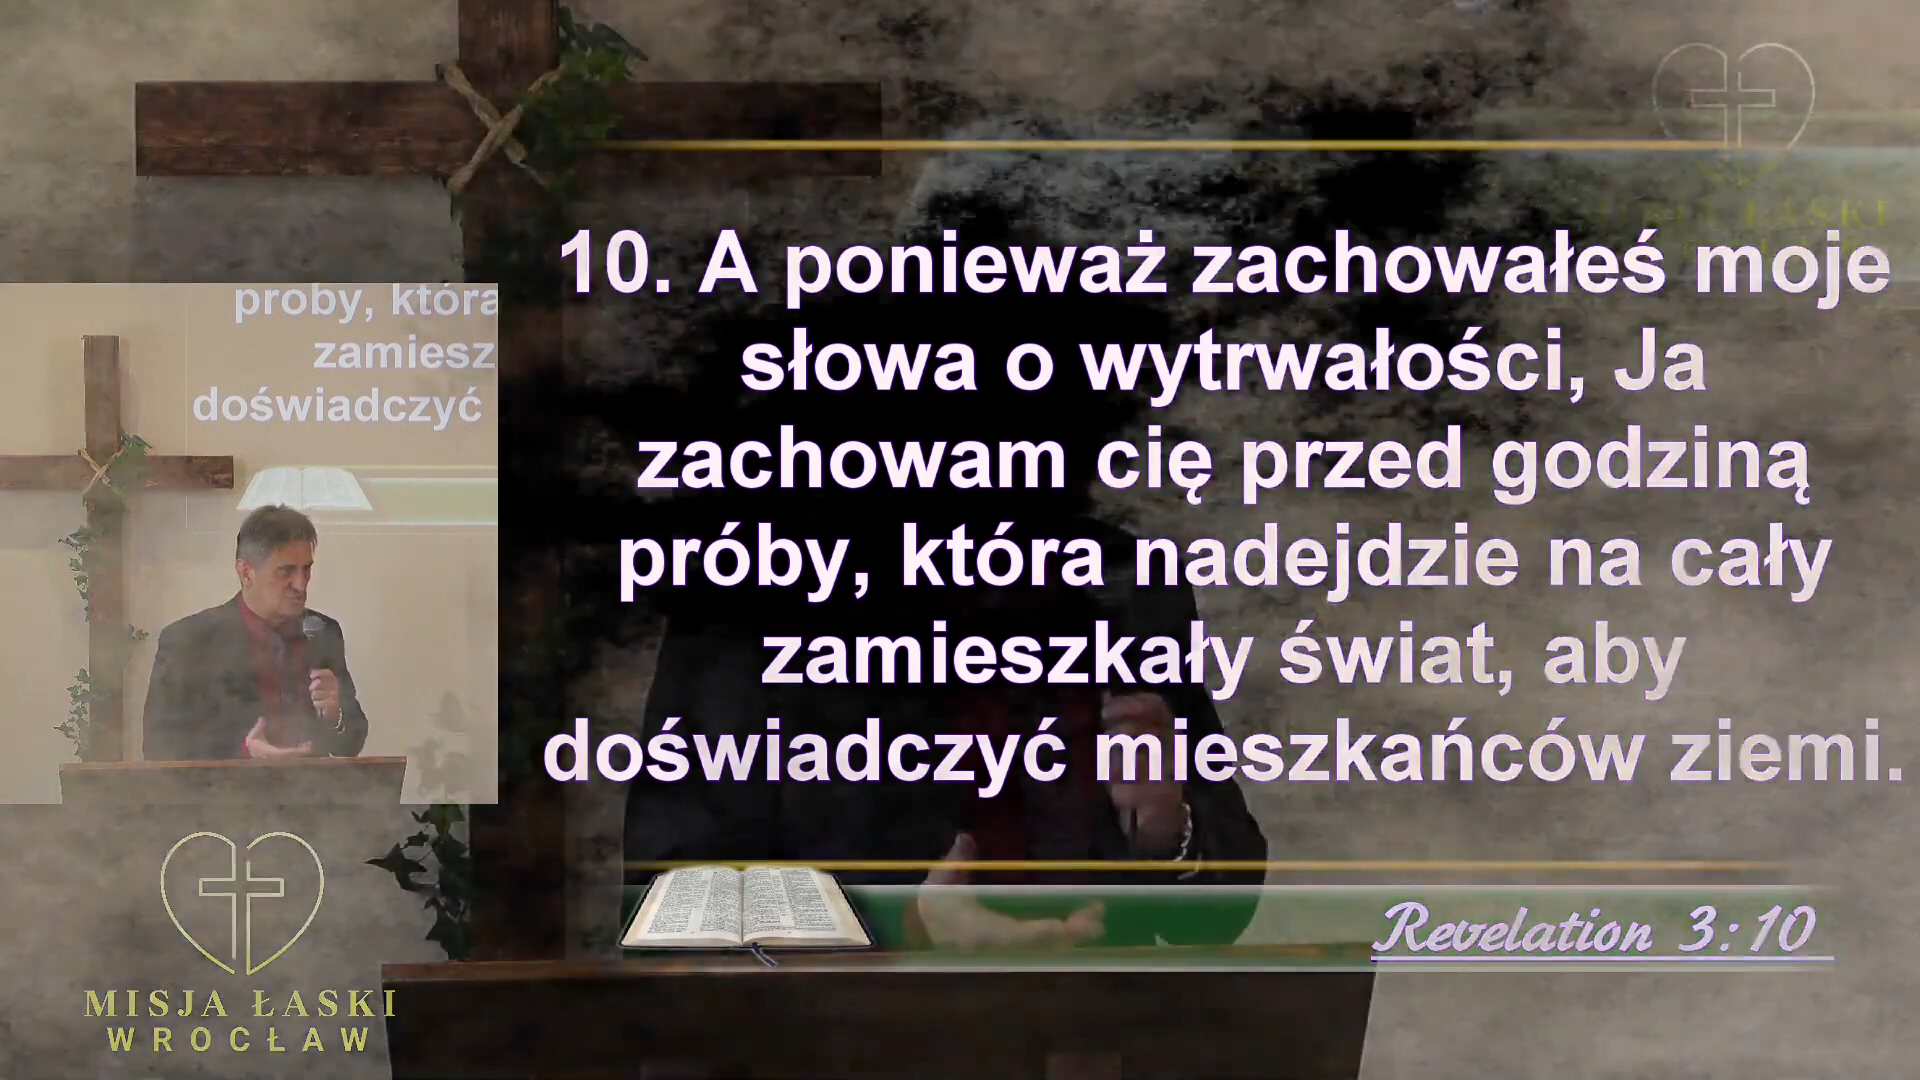 10. A ponieważ zachowałeś moje
słowa o wytrwałości, Ja
zachowam cię przed godziną
próby, która nadejdzie na cały
zamieszkały świat, aby
doświadczyć mieszkańców ziemi.
Revelation 3:10
próby, która
zamiesz
doświadczyć
MISJA ŁASKI
WROCŁAW